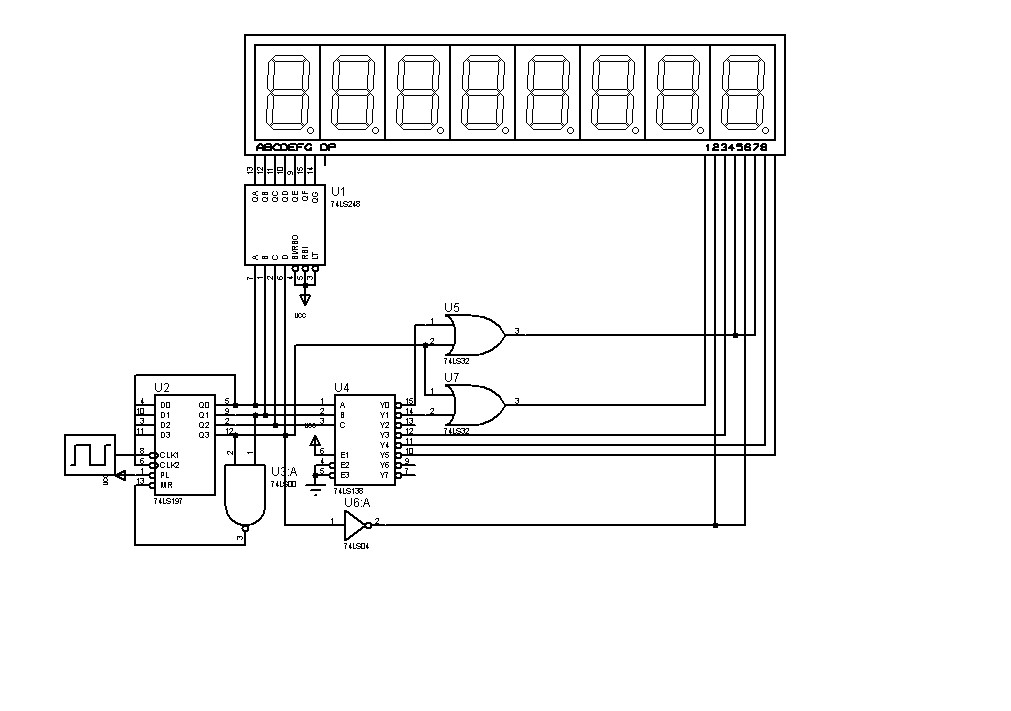 ABCDEFG DP
12345678
13 12 11 10 9 15 14
QA QB QC QD QE QF QG
U1
74LS248
A B C D BI/RBO RBI LT
7 1 2 6 4 5 3
VCC
U5
1
2
3
74LS32
U7
1
2
3
74LS32
U2
4 D0 Q0 5
10 D1 Q1 9
3 D2 Q2 2
11 D3 Q3 12
8 CLK1
6 CLK2
1 PL
13 MR
74LS197
VCC
U4
1 A Y0 15
2 B Y1 14
3 C Y2 13
Y3 12
Y4 11
6 E1 Y5 10
4 E2 Y6 9
5 E3 Y7 7
74LS138
VCC
2 1
U3:A
74LS00
3
U6:A
1 2
74LS04